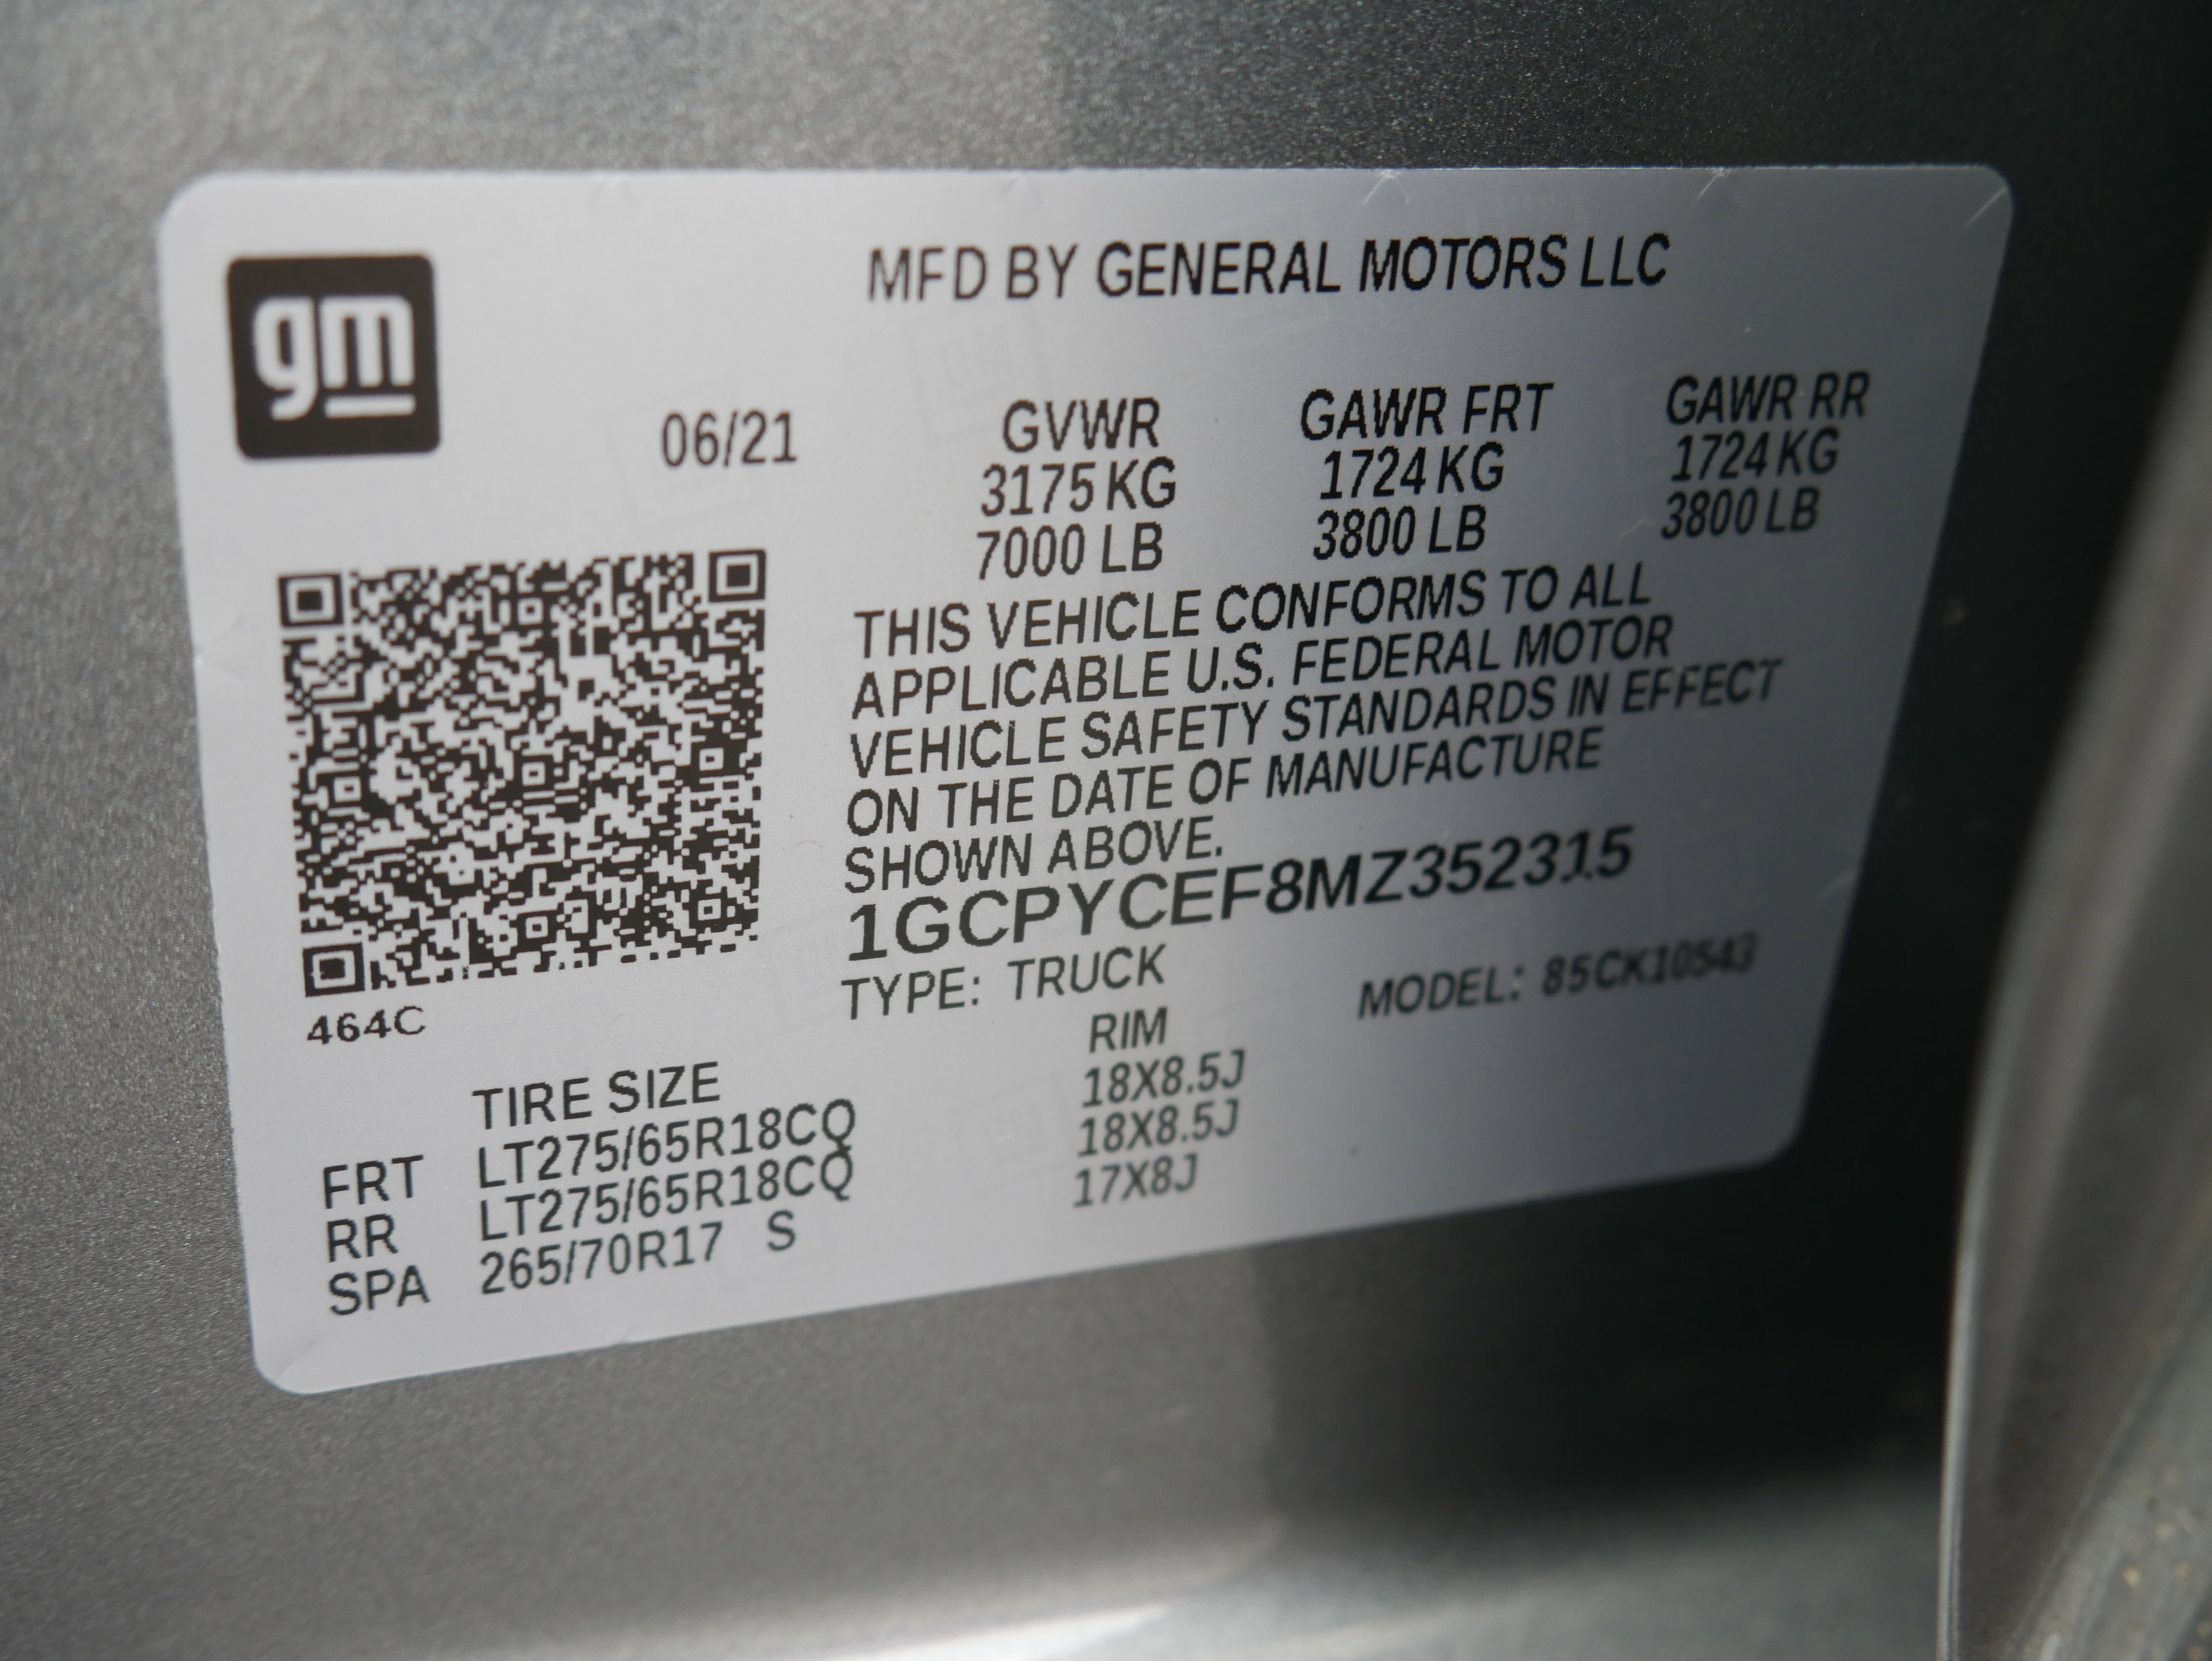 gm
MFD BY GENERAL MOTORS LLC
06/21
GVWR GAWR FRT GAWR RR
3175 KG 1724 KG 1724 KG
7000 LB 3800 LB 3800 LB
THIS VEHICLE CONFORMS TO ALL
APPLICABLE U.S. FEDERAL MOTOR
VEHICLE SAFETY STANDARDS IN EFFECT
ON THE DATE OF MANUFACTURE
SHOWN ABOVE.
1GCPYCEF8MZ352315
TYPE: TRUCK MODEL: 85CK10543
464C
TIRE SIZE RIM
FRT LT275/65R18CQ 18X8.5J
RR LT275/65R18CQ 18X8.5J
SPA 265/70R17 S 17X8J